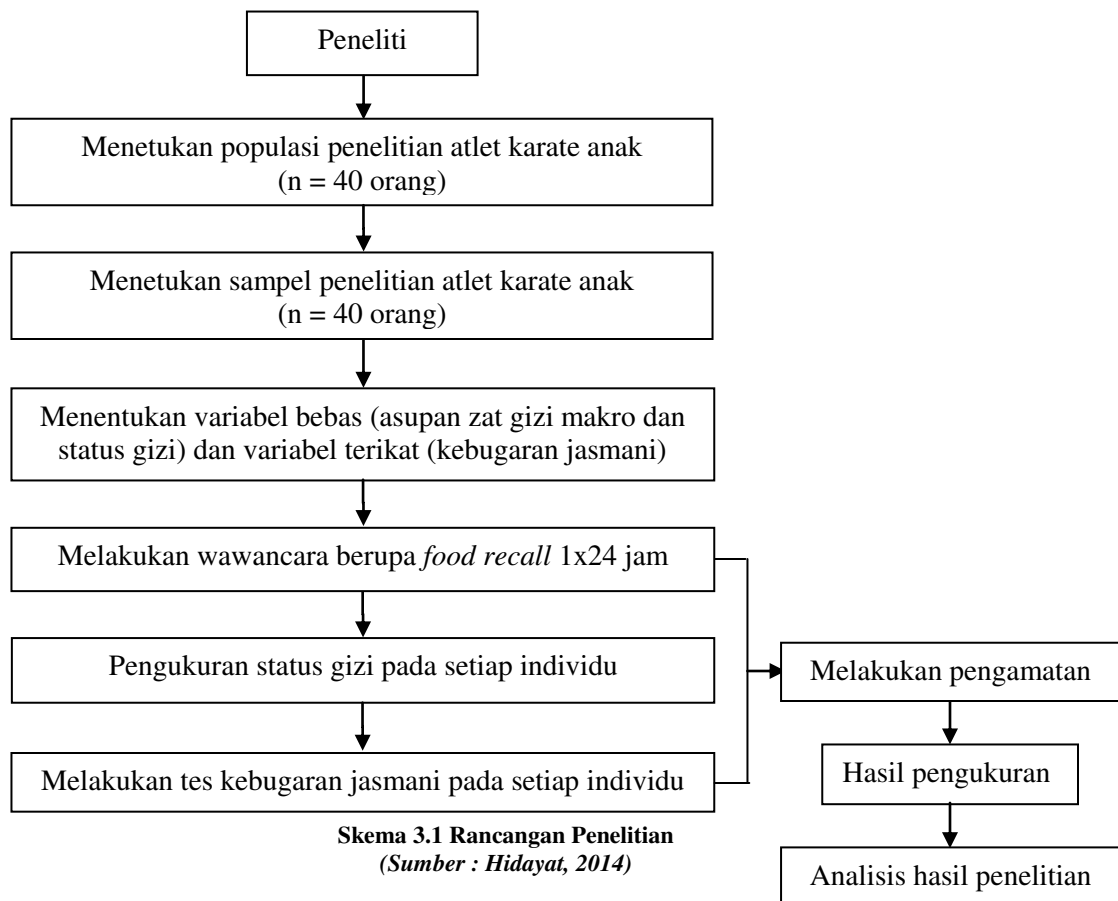 Peneliti
Menetukan populasi penelitian atlet karate anak
(n = 40 orang)
Menetukan sampel penelitian atlet karate anak
(n = 40 orang)
Menentukan variabel bebas (asupan zat gizi makro dan
status gizi) dan variabel terikat (kebugaran jasmani)
Melakukan wawancara berupa food recall 1x24 jam
Pengukuran status gizi pada setiap individu
Melakukan tes kebugaran jasmani pada setiap individu
Melakukan pengamatan
Hasil pengukuran
Analisis hasil penelitian
Skema 3.1 Rancangan Penelitian
(Sumber : Hidayat, 2014)